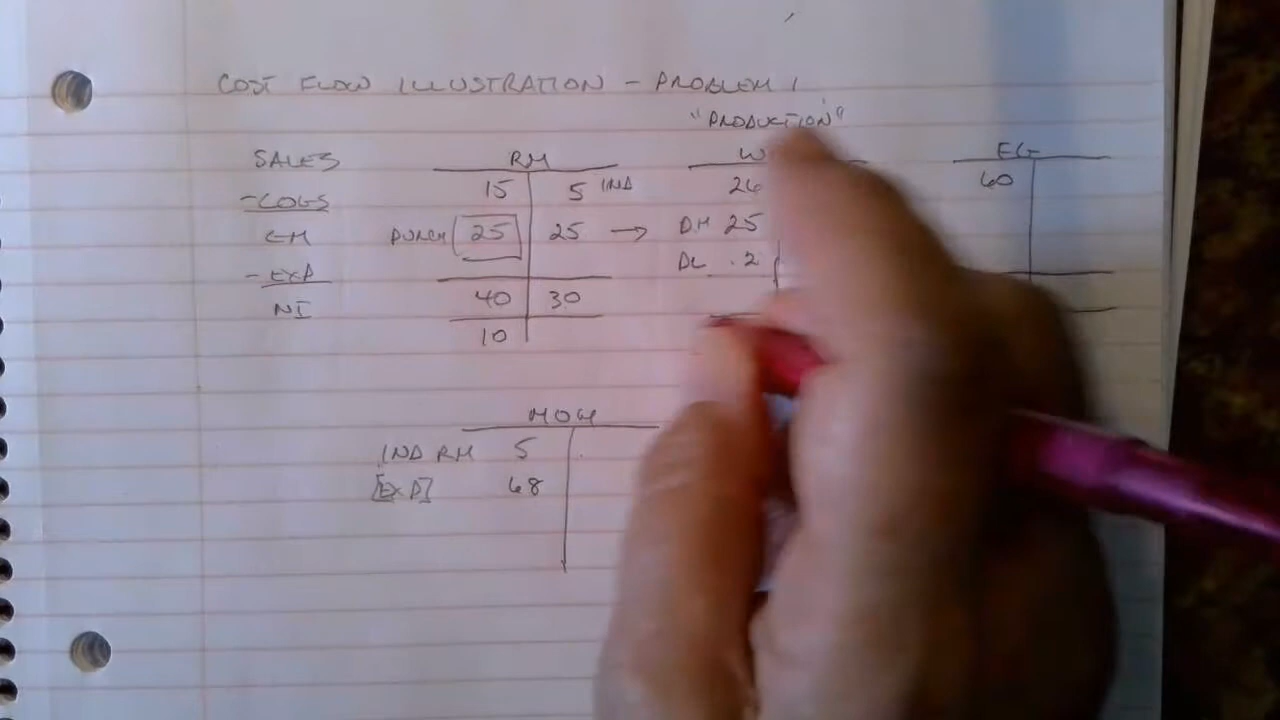 COST FLOW ILLUSTRATION - PROBLEM 1
"PRODUCTION"
SALES
-COGS
GM
-EXP
NI
RM
15 5 IND
PURCH 25 25 →
40 30
10
W
26
DM 25
DL .2
FG
60
MOH
IND RM 5
[EXP] 68